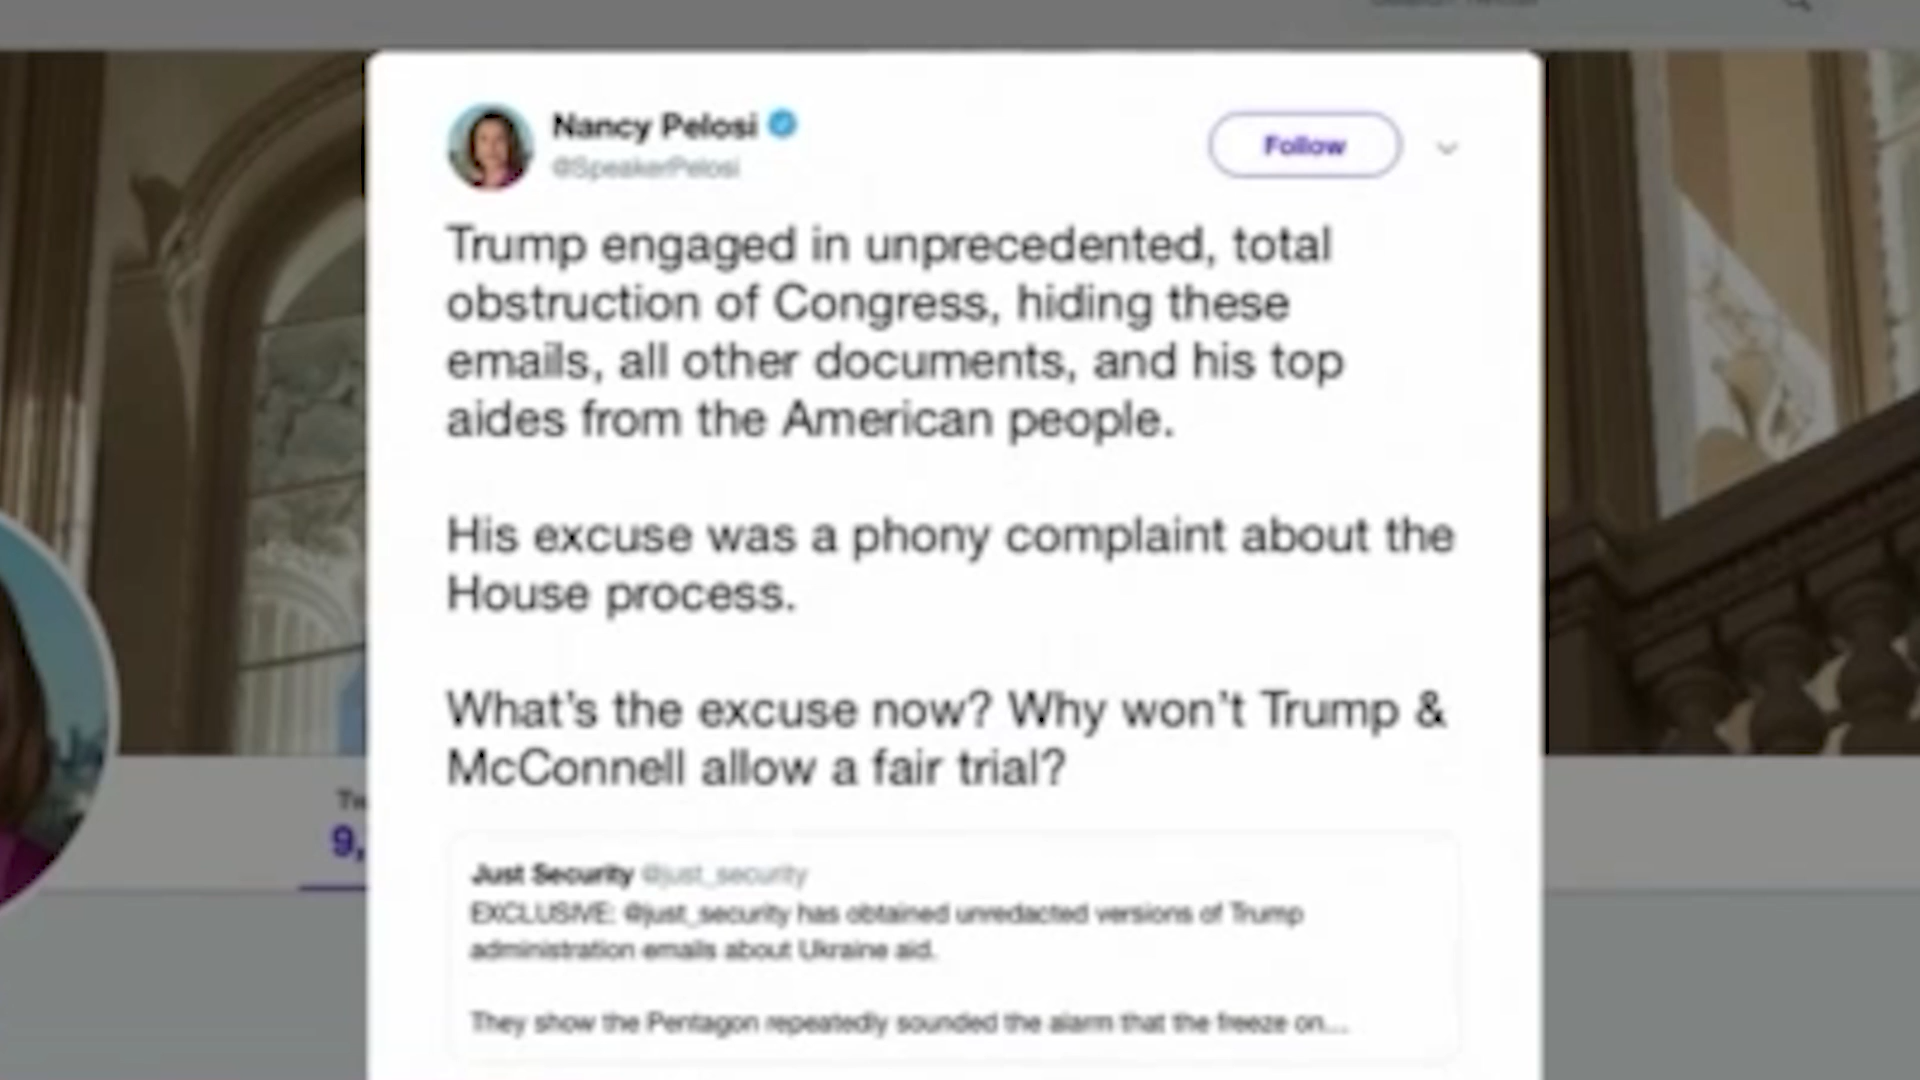 Nancy Pelosi
@SpeakerPelosi
Follow
Trump engaged in unprecedented, total
obstruction of Congress, hiding these
emails, all other documents, and his top
aides from the American people.
His excuse was a phony complaint about the
House process.
What's the excuse now? Why won't Trump &
McConnell allow a fair trial?
Just Security @just_security
EXCLUSIVE: @just_security has obtained unredacted versions of Trump
administration emails about Ukraine aid.
They show the Pentagon repeatedly sounded the alarm that the freeze on...
9,